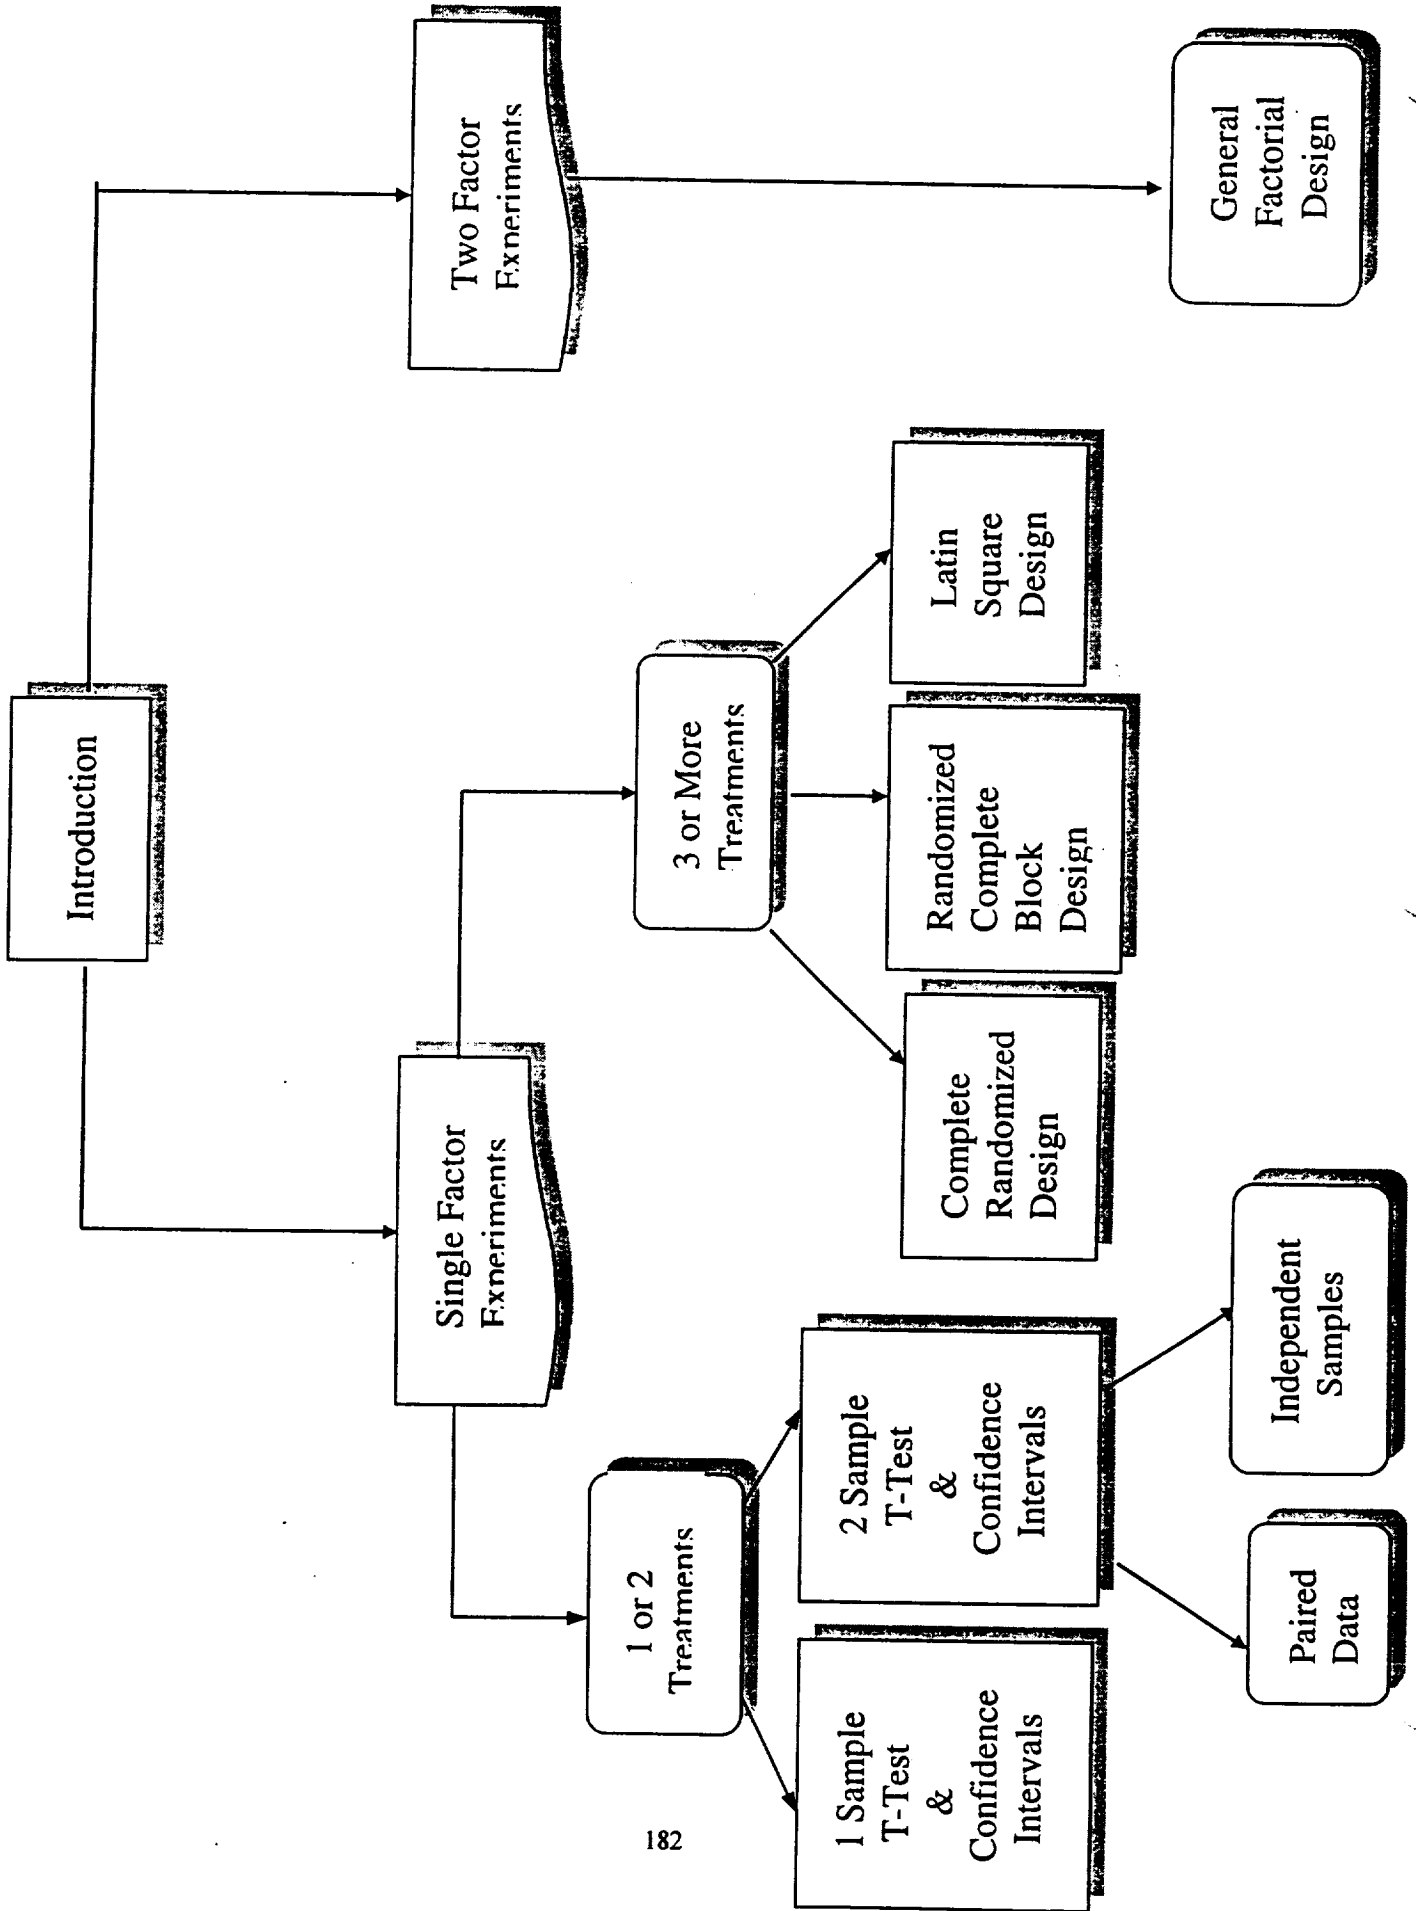 Introduction
Single Factor
Experiments
Two Factor
Experiments
1 or 2
Treatments
3 or More
Treatments
1 Sample
T-Test
&
Confidence
Intervals
2 Sample
T-Test
&
Confidence
Intervals
Complete
Randomized
Design
Randomized
Complete
Block
Design
Latin
Square
Design
General
Factorial
Design
Paired
Data
Independent
Samples
182